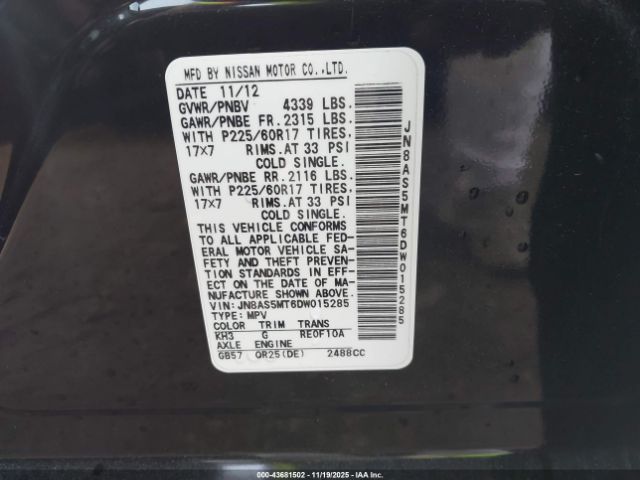 MFD BY NISSAN MOTOR CO.,LTD.
DATE 11/12
GVWR/PNBV 4339 LBS.
GAWR/PNBE FR. 2315 LBS.
WITH P225/60R17 TIRES,
17x7 RIMS.AT 33 PSI
COLD SINGLE.
GAWR/PNBE RR. 2116 LBS.
WITH P225/60R17 TIRES,
17x7 RIMS.AT 33 PSI
COLD SINGLE.
THIS VEHICLE CONFORMS
TO ALL APPLICABLE FED-
ERAL MOTOR VEHICLE SA-
FETY AND THEFT PREVEN-
TION STANDARDS IN EFF-
ECT ON THE DATE OF MA-
NUFACTURE SHOWN ABOVE.
VIN: JN8AS5MT6DW015285
TYPE: MPV
COLOR TRIM TRANS
KH3 G RE0F10A
AXLE ENGINE
GB57 QR25(DE) 2488CC
JN8AS5MT6DW015285
© 000-43681502 - 11/19/2025 - IAAI.COM